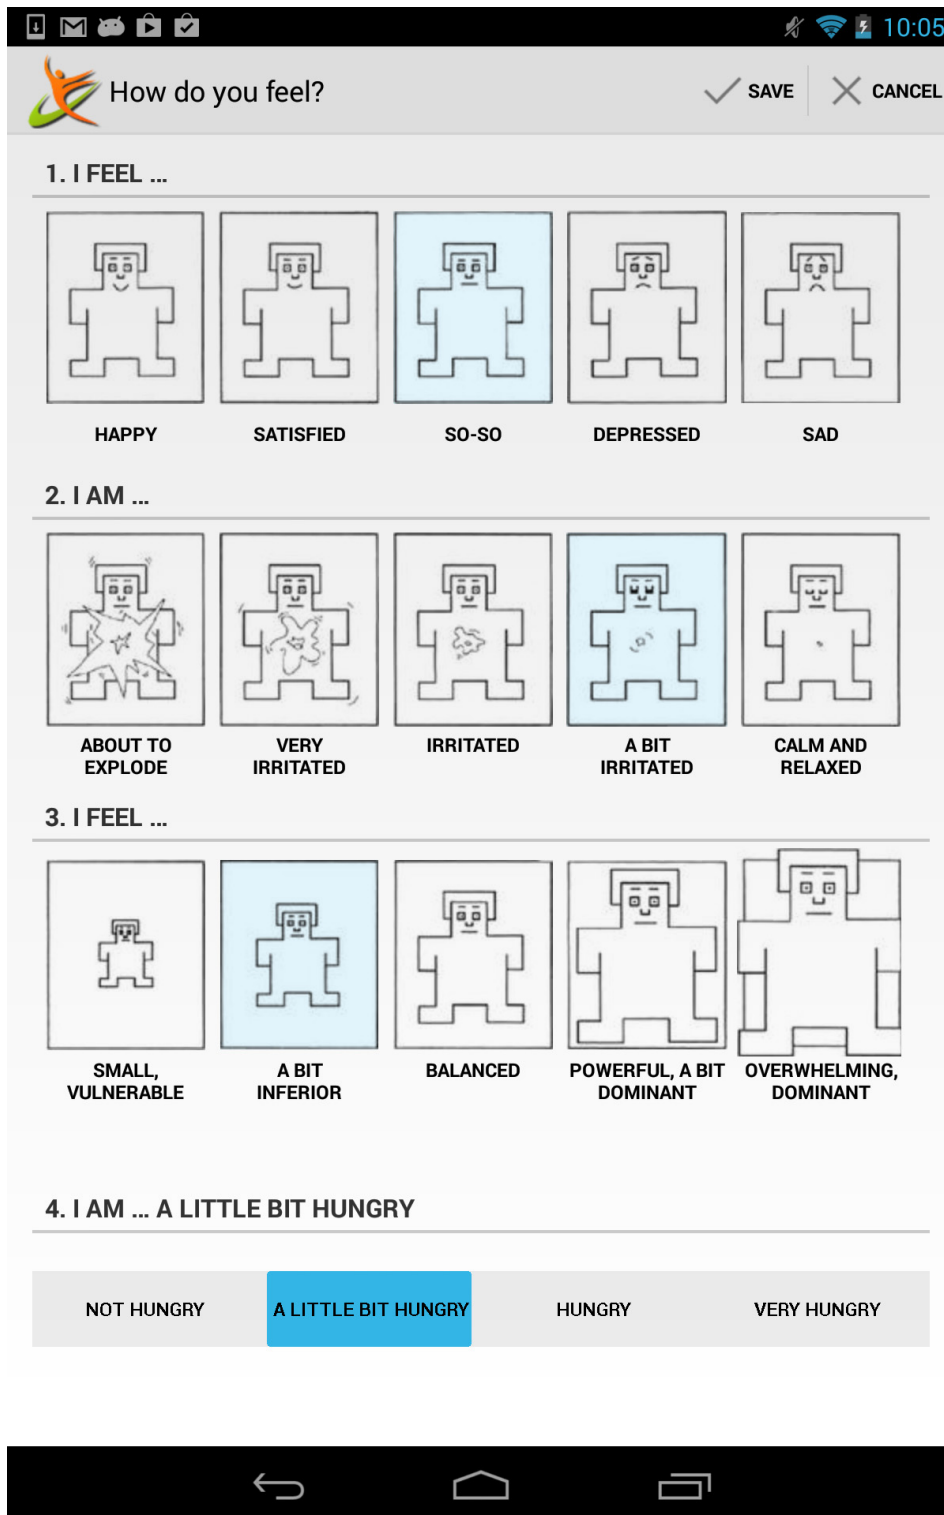 10:05
How do you feel?
SAVE
CANCEL
1. I FEEL ...
HAPPY
SATISFIED
SO-SO
DEPRESSED
SAD
2. I AM ...
ABOUT TO
EXPLODE
VERY
IRRITATED
IRRITATED
A BIT
IRRITATED
CALM AND
RELAXED
3. I FEEL ...
SMALL,
VULNERABLE
A BIT
INFERIOR
BALANCED
POWERFUL, A BIT
DOMINANT
OVERWHELMING,
DOMINANT
4. I AM ... A LITTLE BIT HUNGRY
NOT HUNGRY
A LITTLE BIT HUNGRY
HUNGRY
VERY HUNGRY